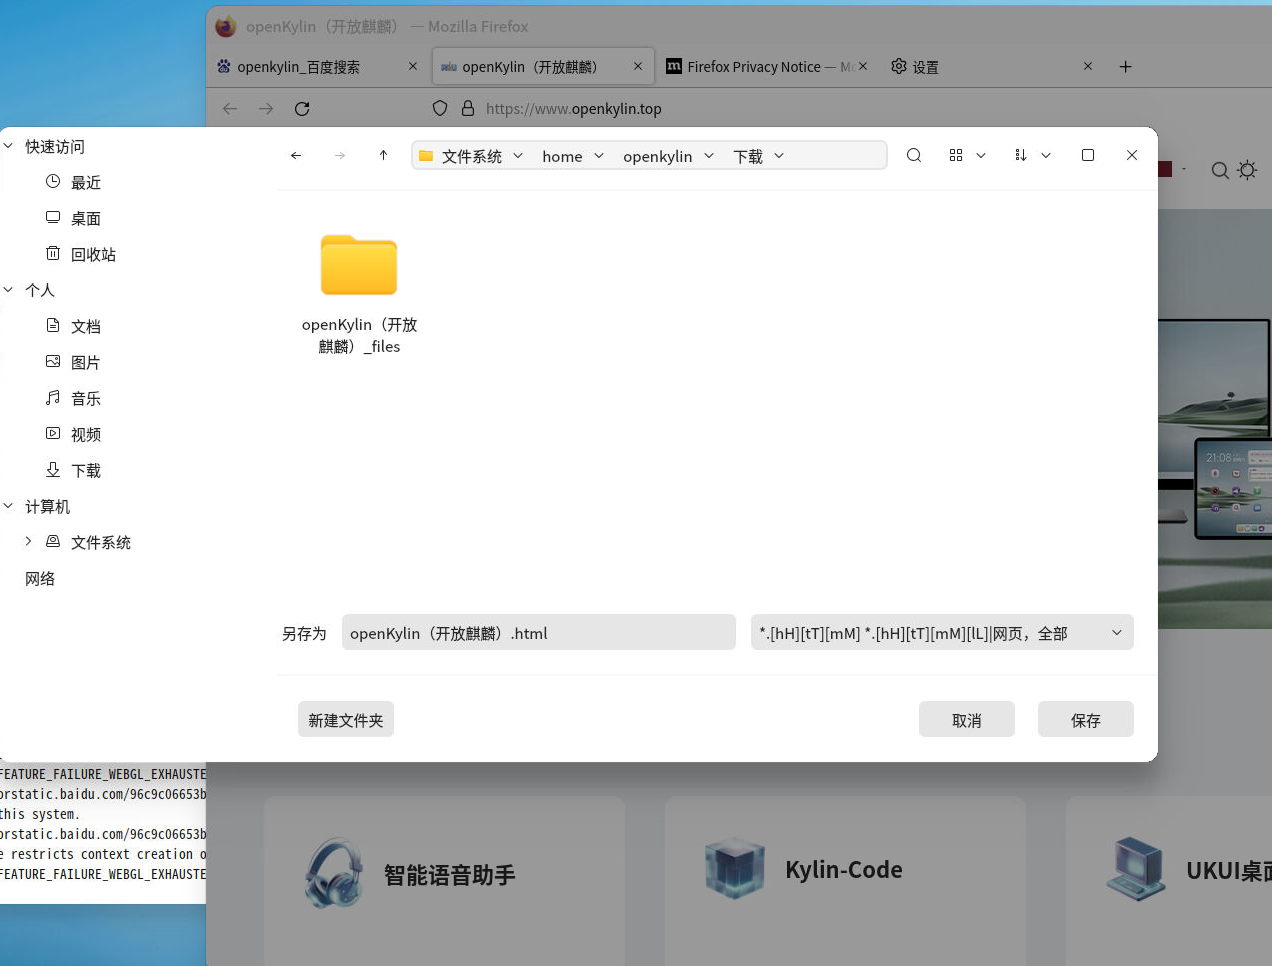 openKylin（开放麒麟） — Mozilla Firefox
openkylin_百度搜索
openKylin（开放麒麟）
Firefox Privacy Notice —
设置
https://www.openkylin.top
快速访问
最近
桌面
回收站
个人
文档
图片
音乐
视频
下载
计算机
文件系统
网络
文件系统 home openkylin 下载
openKylin（开放
麒麟）_files
另存为 openKylin（开放麒麟）.html *.[hH][tT][mM] *.[hH][tT][mM][lL]|网页，全部
新建文件夹 取消 保存
21:08
FEATURE_FAILURE_WEBGL_EXHAUSTE
orstatic.baidu.com/96c9c06653b
this system.
orstatic.baidu.com/96c9c06653b
e restricts context creation o
FEATURE_FAILURE_WEBGL_EXHAUSTE
智能语音助手
Kylin-Code
UKUI桌面